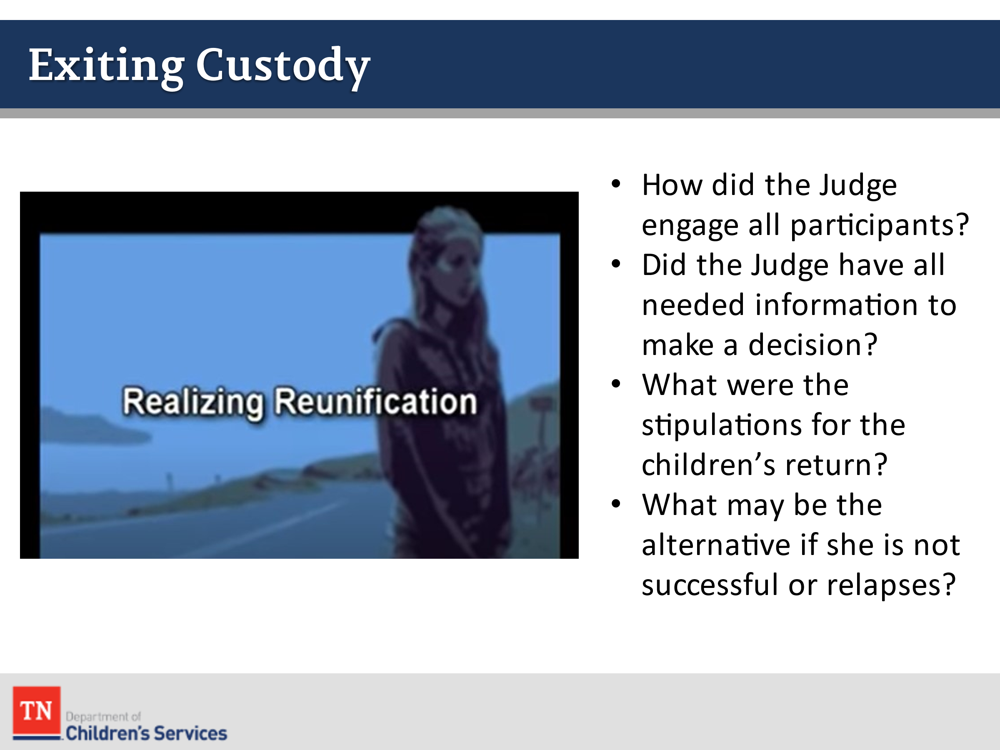 Exiting Custody
Realizing Reunification
• How did the Judge
engage all participants?
• Did the Judge have all
needed information to
make a decision?
• What were the
stipulations for the
children’s return?
• What may be the
alternative if she is not
successful or relapses?
TN
Department of
Children's Services